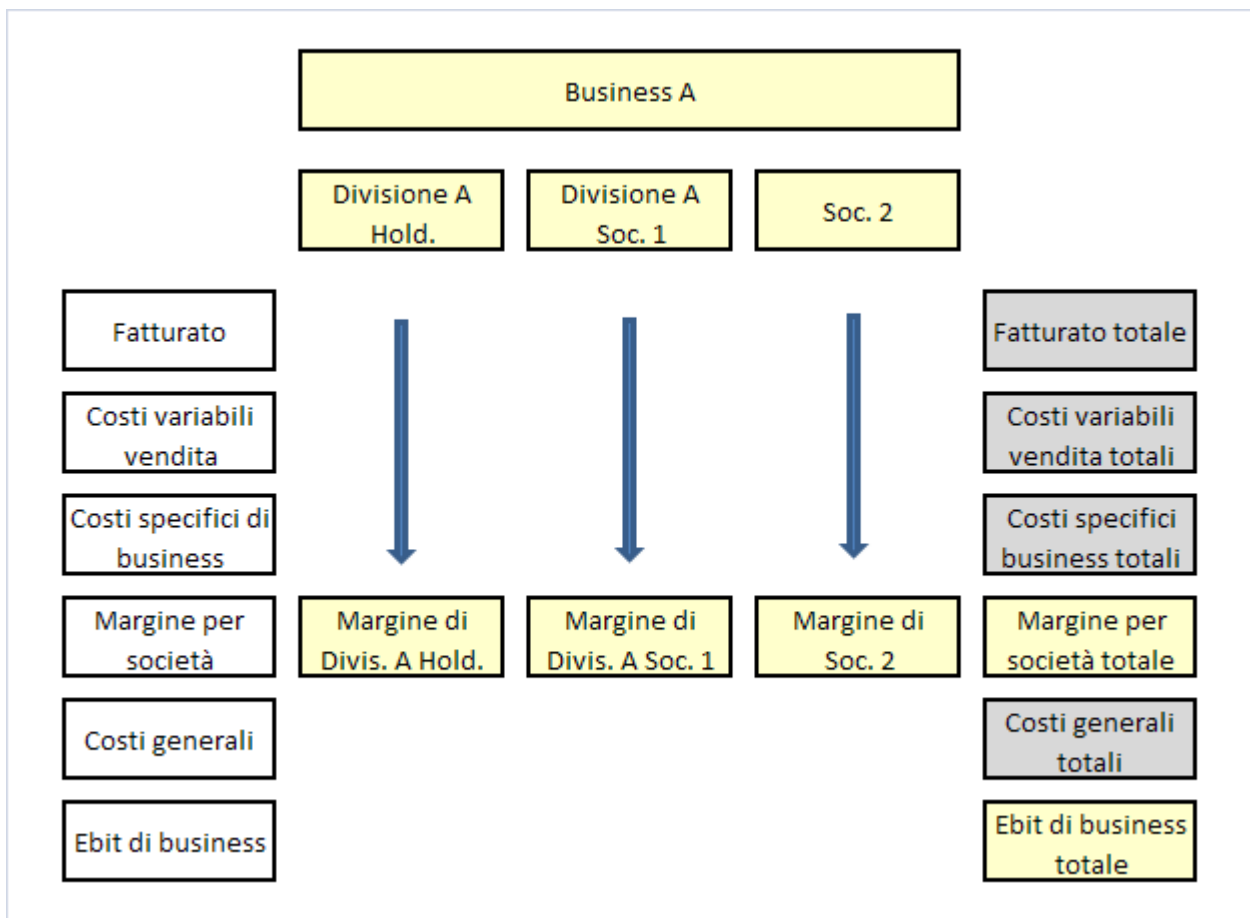 Business A
Divisione A
Hold.
Divisione A
Soc. 1
Soc. 2
Fatturato
Fatturato totale
Costi variabili
vendita
Costi variabili
vendita totali
Costi specifici di
business
Costi specifici
business totali
Margine per
società
Margine di
Divis. A Hold.
Margine di
Divis. A Soc. 1
Margine di
Soc. 2
Margine per
società totale
Costi generali
Costi generali
totali
Ebit di business
Ebit di business
totale